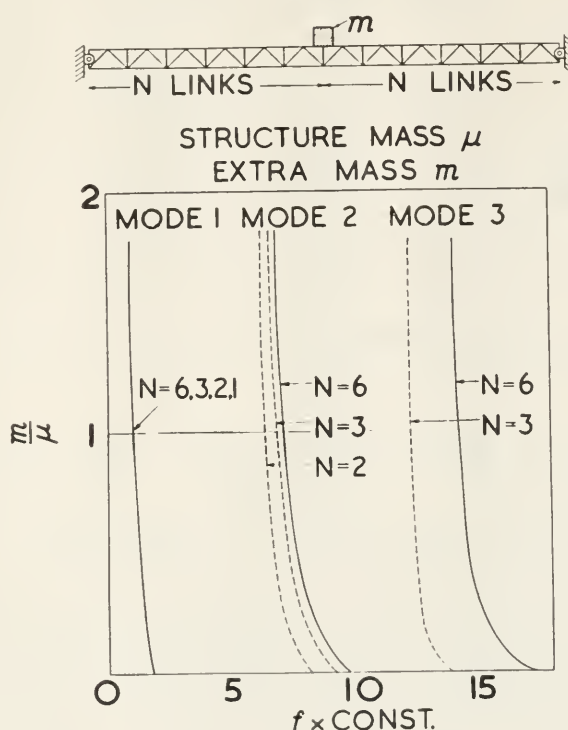 m
N LINKS N LINKS
STRUCTURE MASS μ
EXTRA MASS m
2
MODE 1 MODE 2 MODE 3
N=6,3,2,1
N=6
N=6
m/μ
1
N=3
N=3
N=2
0 5 10 15
f × CONST.